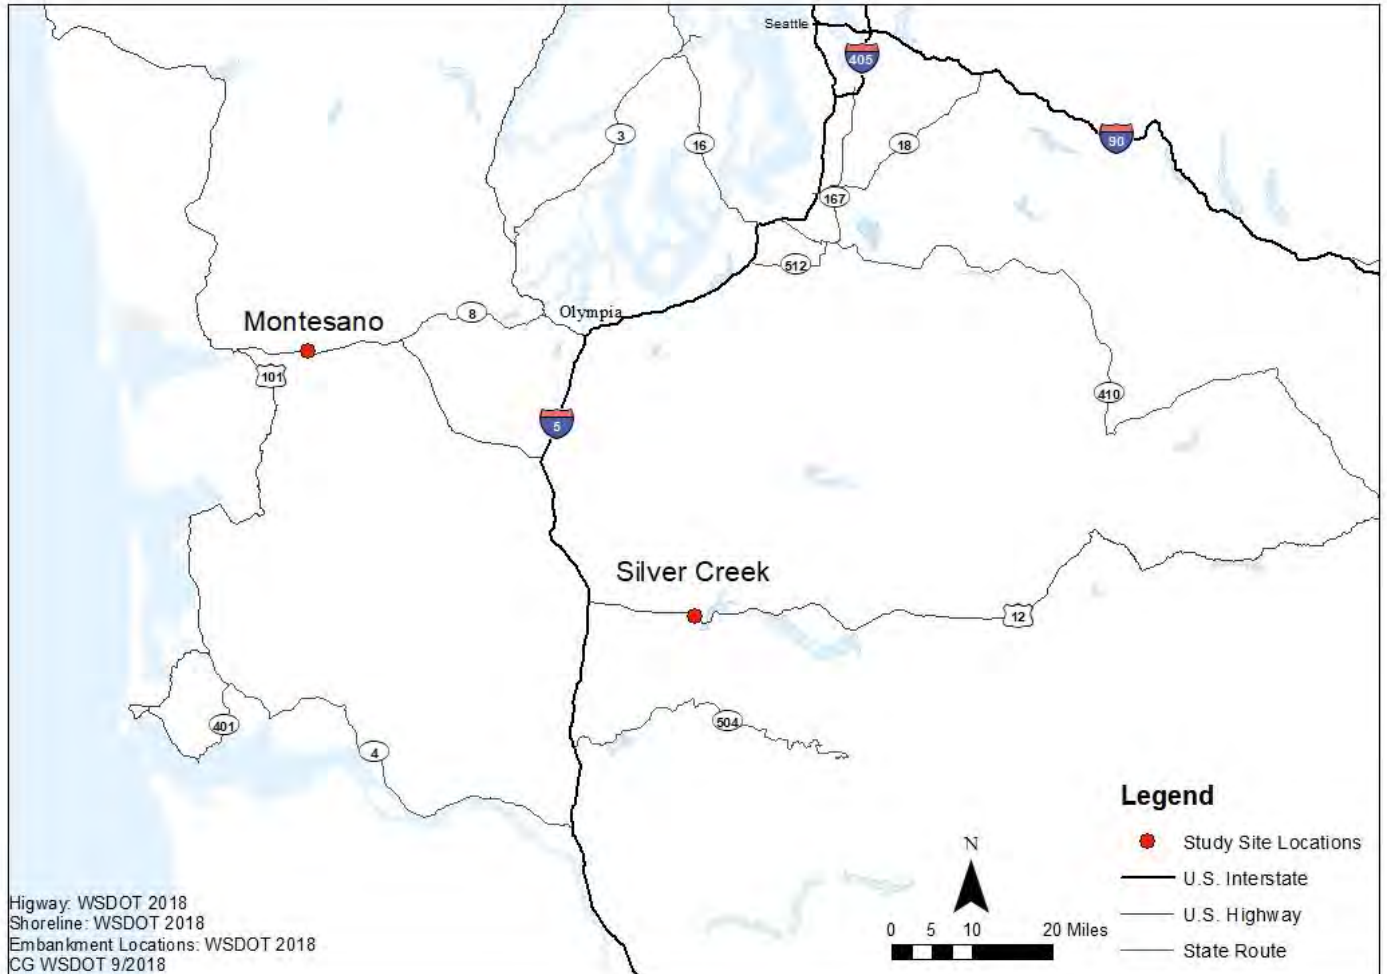 Seattle
405
3
16
18
90
167
512
8
Olympia
Montesano
101
410
5
Silver Creek
12
401
504
4
Legend
N
Study Site Locations
U.S. Interstate
U.S. Highway
State Route
0 5 10 20 Miles
Higway: WSDOT 2018
Shoreline: WSDOT 2018
Embankment Locations: WSDOT 2018
CG WSDOT 9/2018